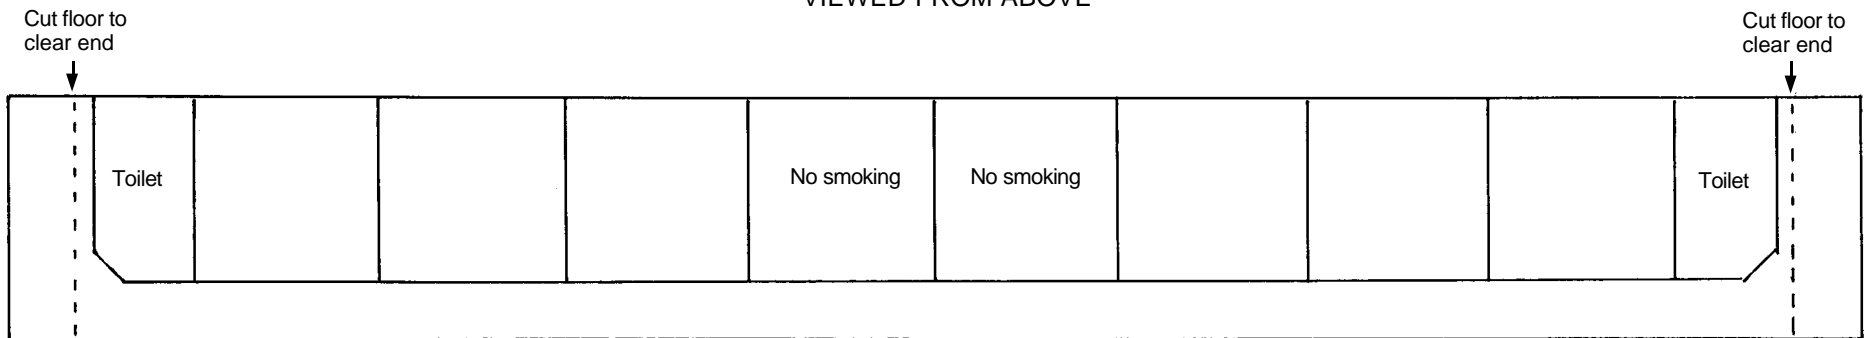 VIEWED FROM ABOVE
Cut floor to
clear end
Cut floor to
clear end
Toilet
No smoking
No smoking
Toilet